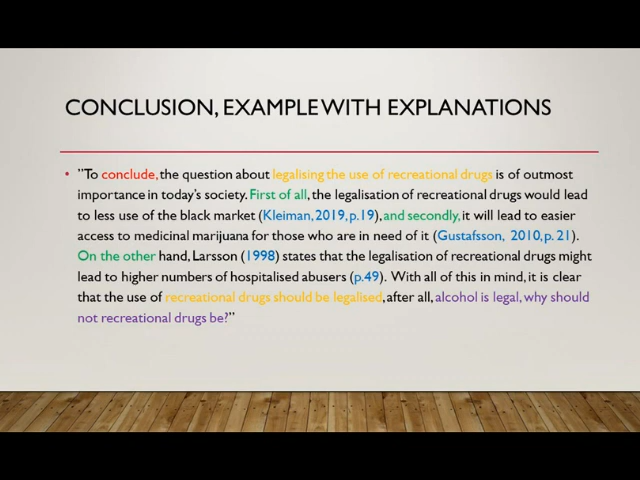 CONCLUSION, EXAMPLE WITH EXPLANATIONS
• "To conclude, the question about legalising the use of recreational drugs is of outmost
importance in today's society. First of all, the legalisation of recreational drugs would lead
to less use of the black market (Kleiman, 2019, p.19), and secondly, it will lead to easier
access to medicinal marijuana for those who are in need of it (Gustafsson, 2010, p. 21).
On the other hand, Larsson (1998) states that the legalisation of recreational drugs might
lead to higher numbers of hospitalised abusers (p.49). With all of this in mind, it is clear
that the use of recreational drugs should be legalised, after all, alcohol is legal, why should
not recreational drugs be?"